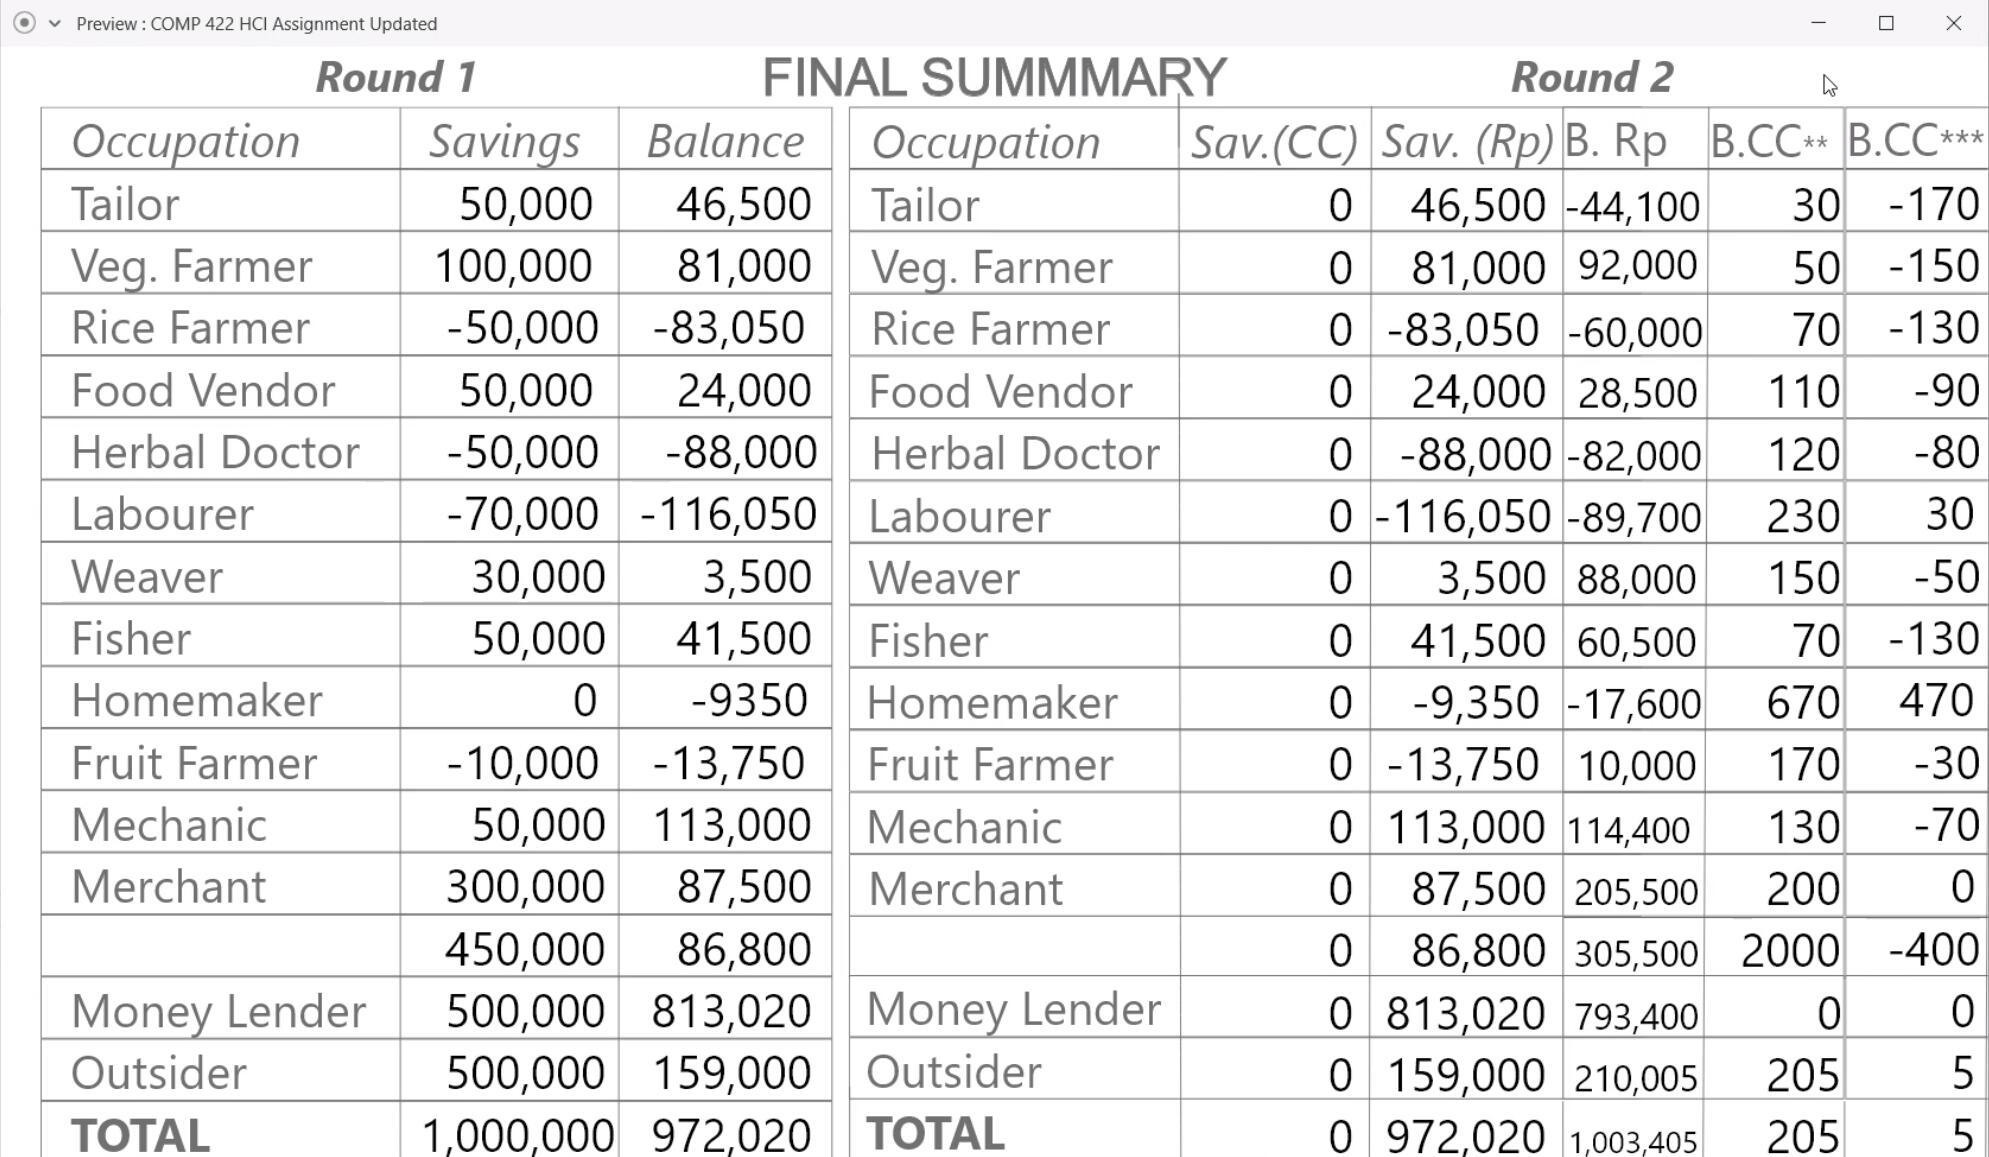 Preview : COMP 422 HCI Assignment Updated
Round 1 FINAL SUMMMARY Round 2
Occupation Savings Balance Occupation Sav.(CC) Sav. (Rp) B. Rp B.CC** B.CC***
Tailor 50,000 46,500 Tailor 0 46,500 -44,100 30 -170
Veg. Farmer 100,000 81,000 Veg. Farmer 0 81,000 92,000 50 -150
Rice Farmer -50,000 -83,050 Rice Farmer 0 -83,050 -60,000 70 -130
Food Vendor 50,000 24,000 Food Vendor 0 24,000 28,500 110 -90
Herbal Doctor -50,000 -88,000 Herbal Doctor 0 -88,000 -82,000 120 -80
Labourer -70,000 -116,050 Labourer 0 -116,050 -89,700 230 30
Weaver 30,000 3,500 Weaver 0 3,500 88,000 150 -50
Fisher 50,000 41,500 Fisher 0 41,500 60,500 70 -130
Homemaker 0 -9350 Homemaker 0 -9,350 -17,600 670 470
Fruit Farmer -10,000 -13,750 Fruit Farmer 0 -13,750 10,000 170 -30
Mechanic 50,000 113,000 Mechanic 0 113,000 114,400 130 -70
Merchant 300,000 87,500 Merchant 0 87,500 205,500 200 0
450,000 86,800 0 86,800 305,500 2000 -400
Money Lender 500,000 813,020 Money Lender 0 813,020 793,400 0 0
Outsider 500,000 159,000 Outsider 0 159,000 210,005 205 5
TOTAL 1,000,000 972,020 TOTAL 0 972,020 1,003,405 205 5